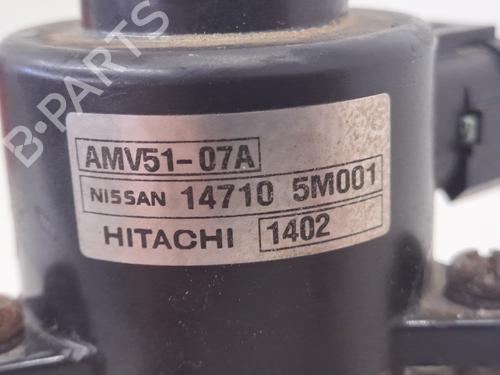 B-PARTS
AMV51-07A
NISSAN 14710 5M001
HITACHI 1402